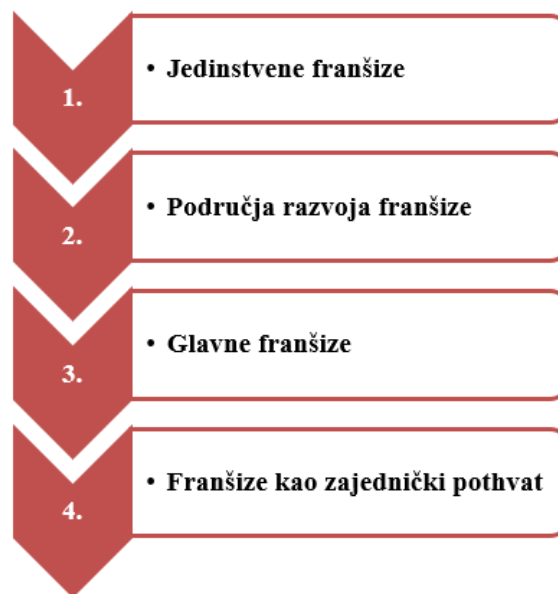 1.
• Jedinstvene franšize
2.
• Područja razvoja franšize
3.
• Glavne franšize
4.
• Franšize kao zajednički pothvat